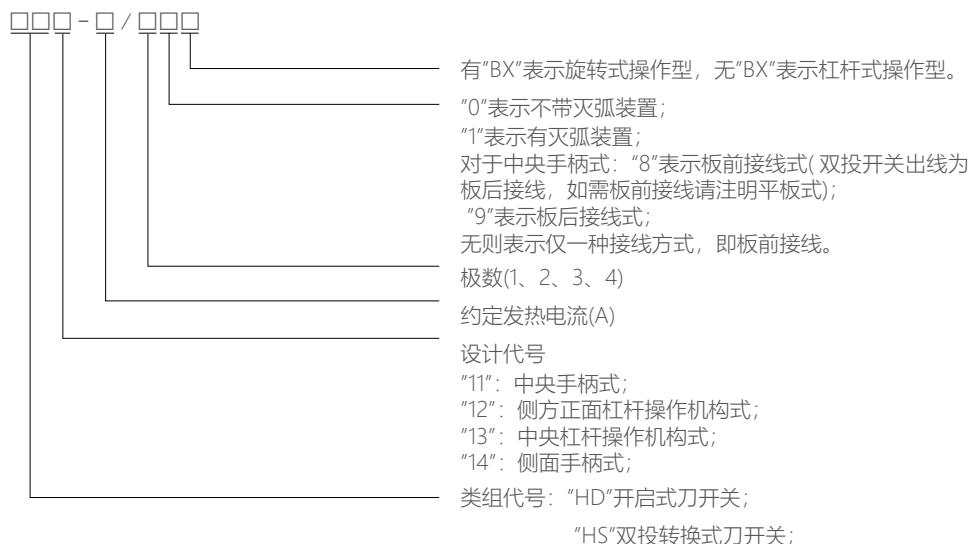 □□□-□/□□□
有"BX"表示旋转式操作型，无"BX"表示杠杆式操作型。
"0"表示不带灭弧装置；
"1"表示有灭弧装置；
对于中央手柄式："8"表示板前接线式( 双投开关出线为
板后接线，如需板前接线请注明平板式)；
"9"表示板后接线式；
无则表示仅一种接线方式，即板前接线。
极数(1、2、3、4)
约定发热电流(A)
设计代号
"11"：中央手柄式；
"12"：侧方正面杠杆操作机构式；
"13"：中央杠杆操作机构式；
"14"：侧面手柄式；
类组代号："HD"开启式刀开关；
"HS"双投转换式刀开关；